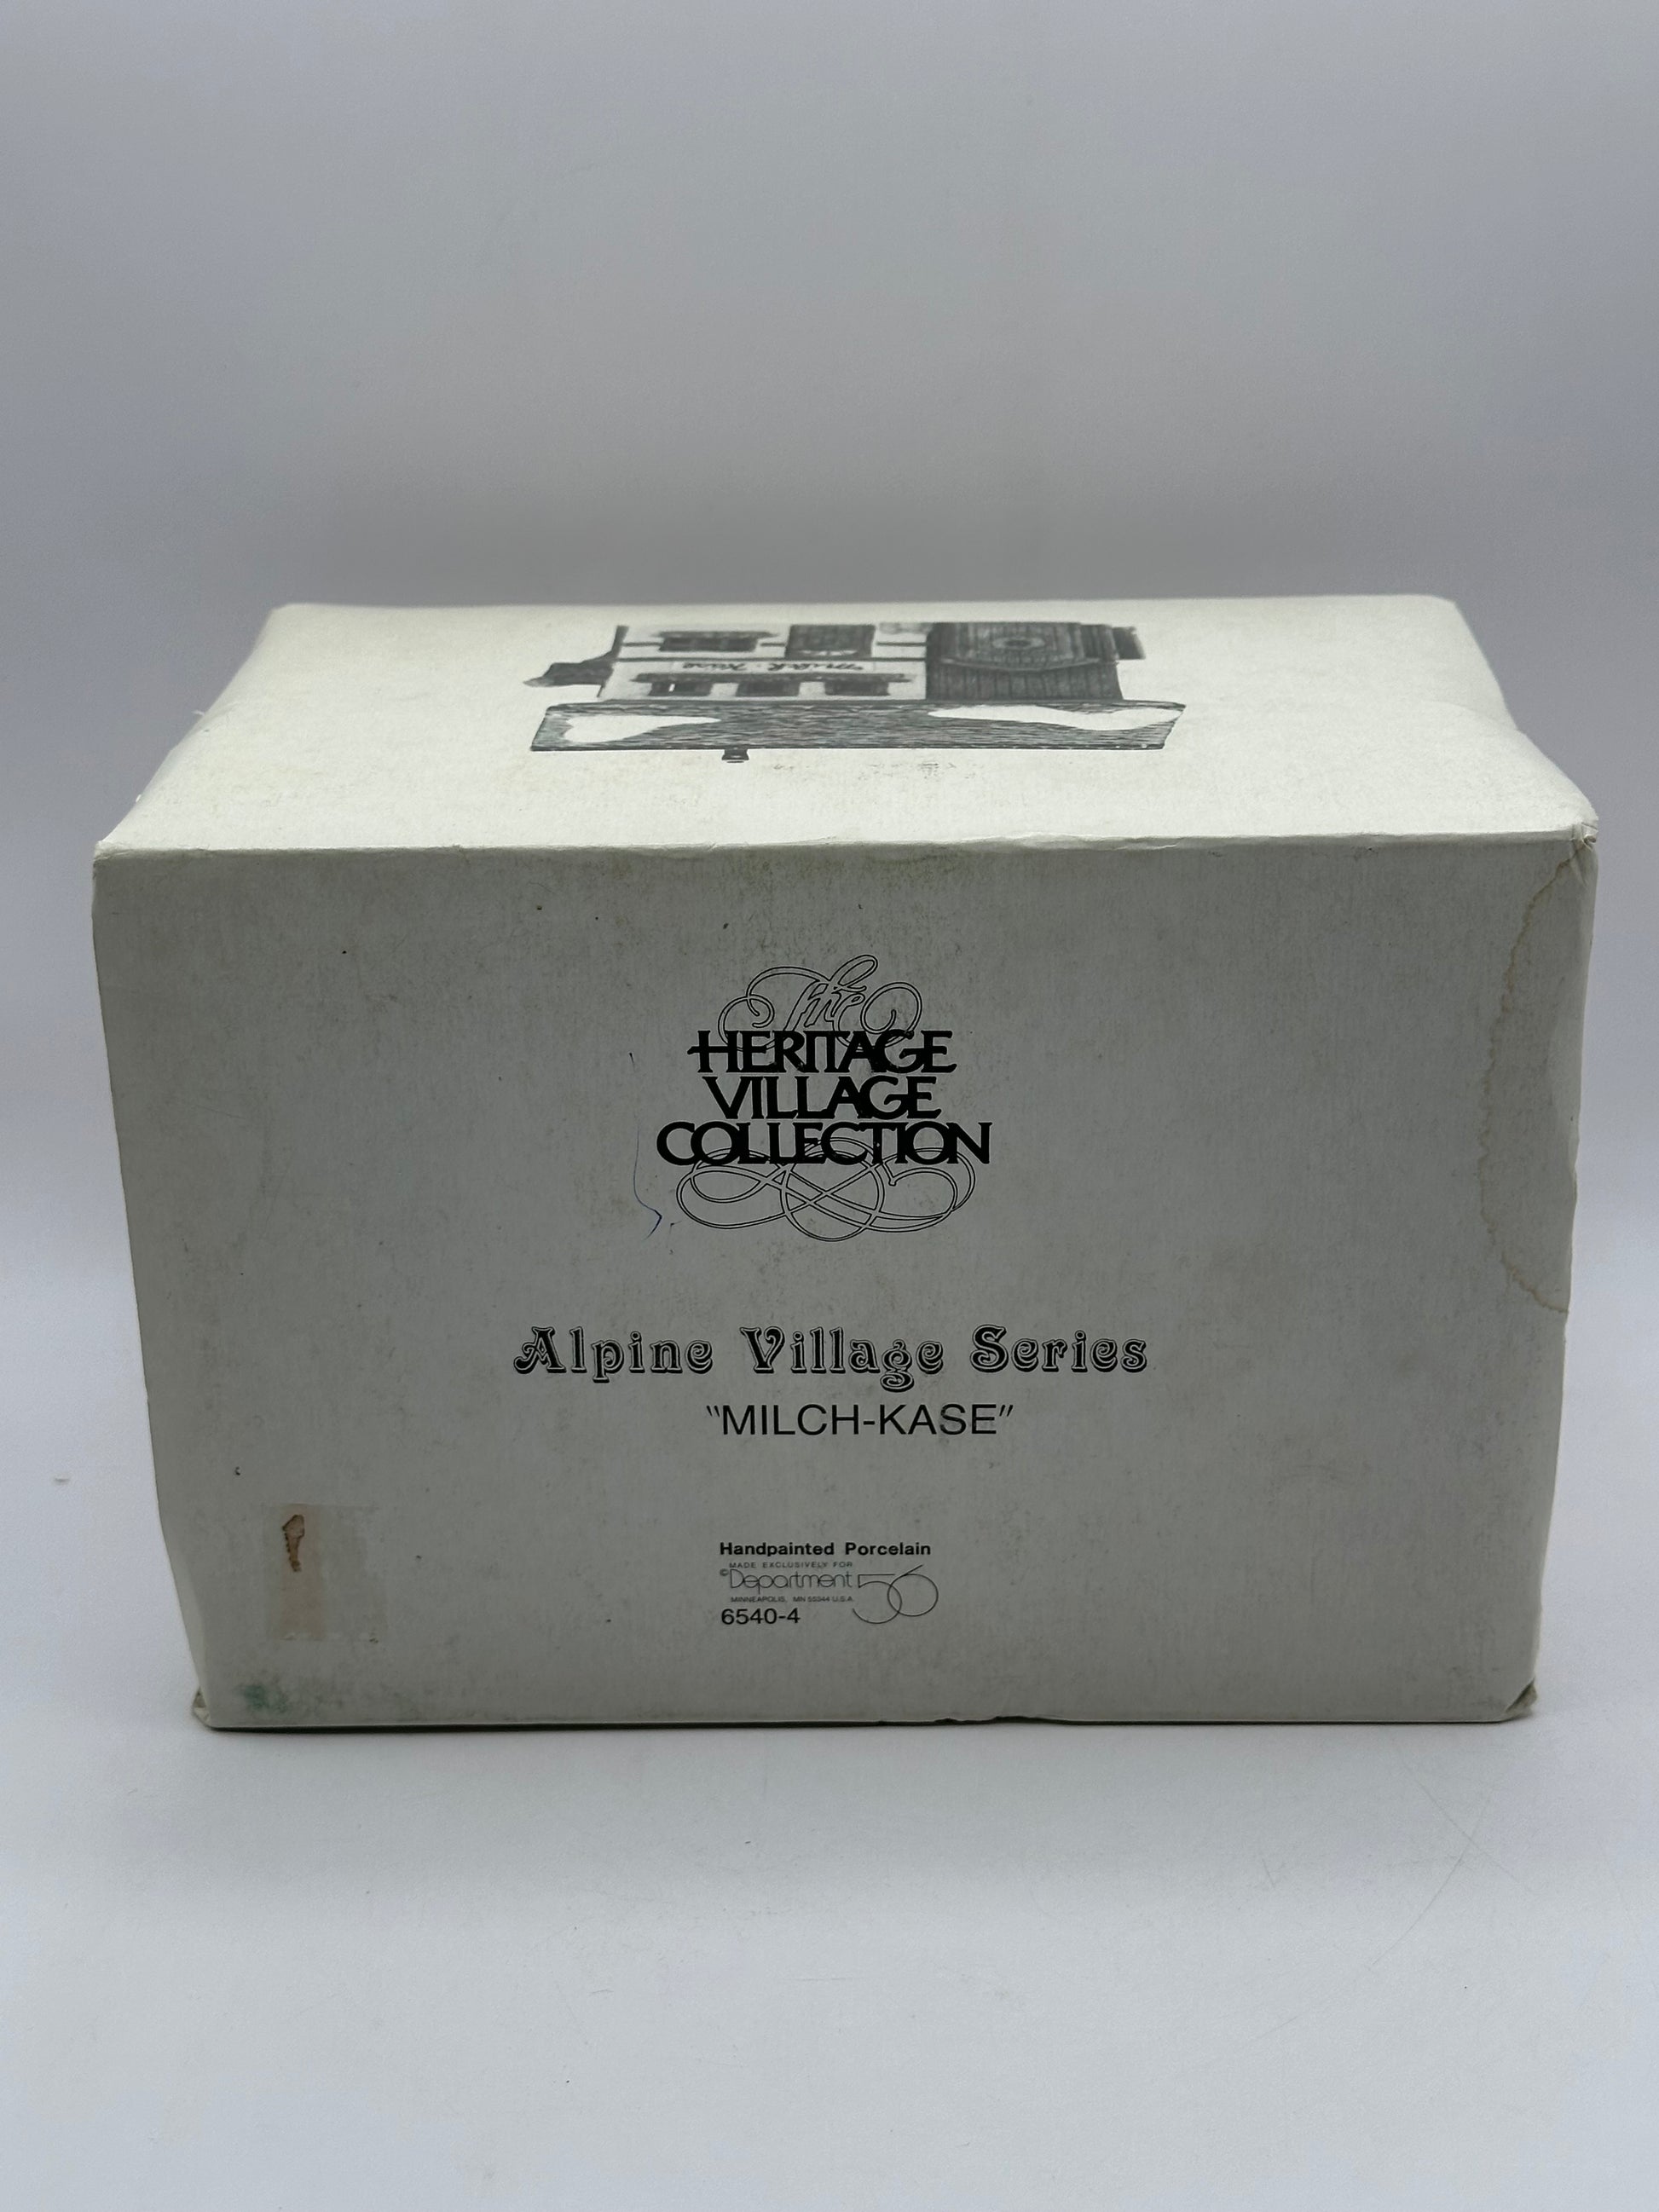 The
HERITAGE
VILLAGE
COLLECTION
Alpine Village Series
"MILCH-KASE"
Handpainted Porcelain
MADE EXCLUSIVELY FOR
©Department 56
MINNEAPOLIS, MN 55344 U.S.A.
6540-4